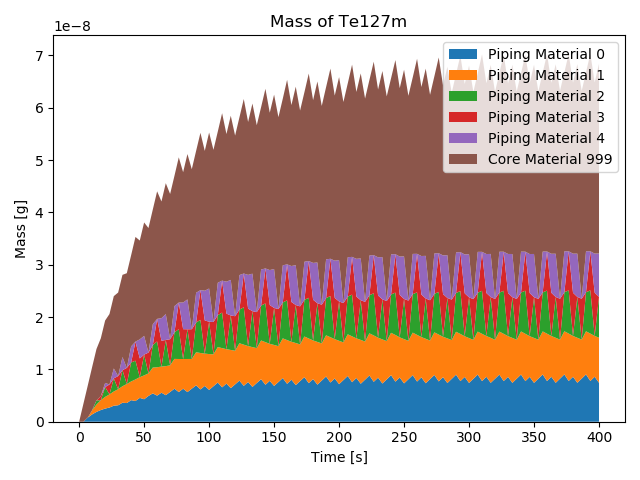 Mass of Te127m
1e−8
Mass [g]
7
6
5
4
3
2
1
0
Piping Material 0
Piping Material 1
Piping Material 2
Piping Material 3
Piping Material 4
Core Material 999
0 50 100 150 200 250 300 350 400
Time [s]